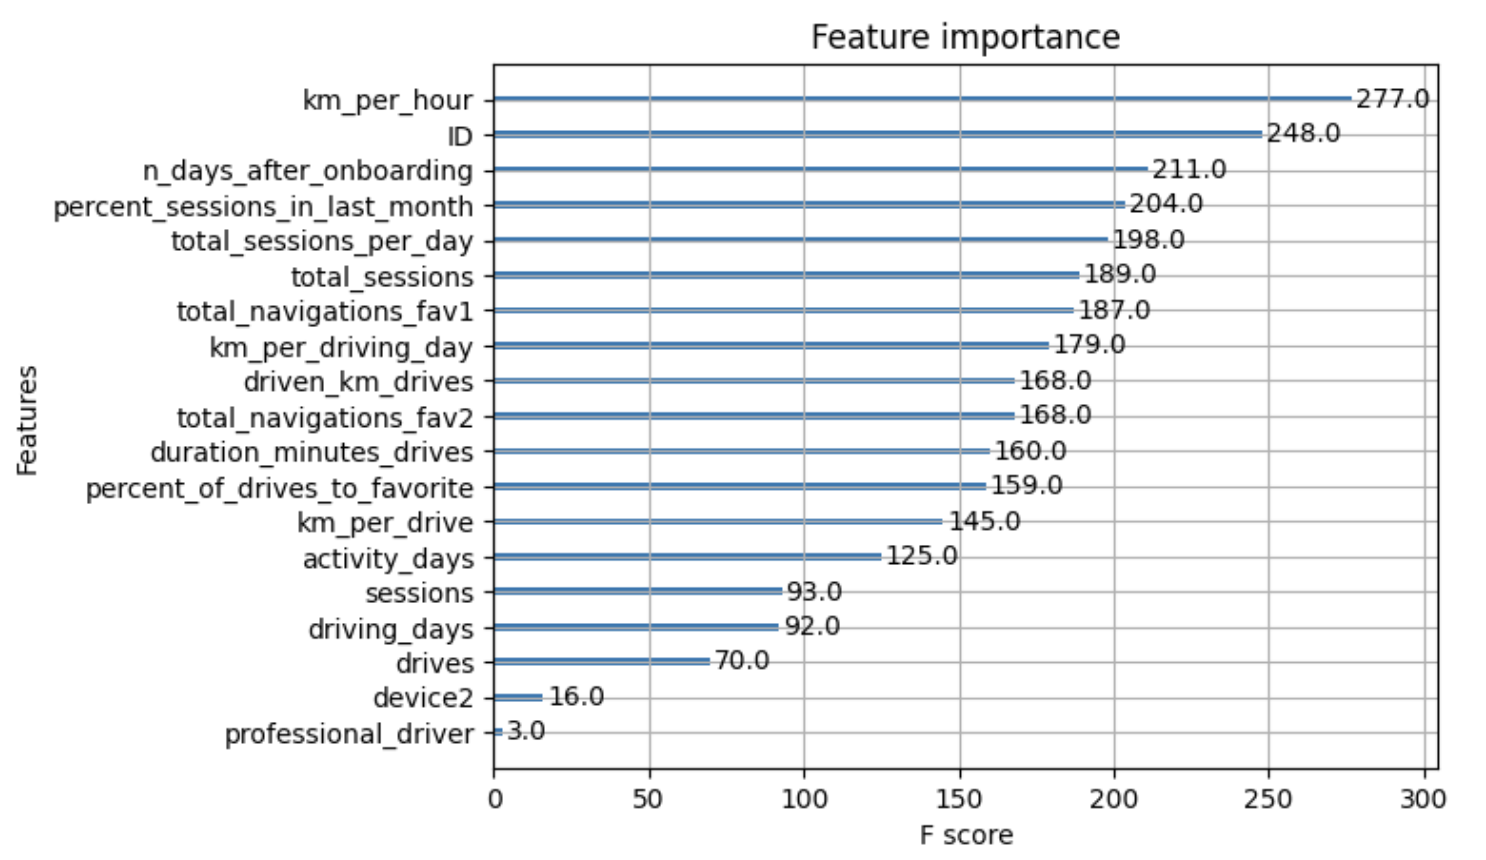 Feature importance
km_per_hour 277.0
ID 248.0
n_days_after_onboarding 211.0
percent_sessions_in_last_month 204.0
total_sessions_per_day 198.0
total_sessions 189.0
total_navigations_fav1 187.0
km_per_driving_day 179.0
driven_km_drives 168.0
total_navigations_fav2 168.0
duration_minutes_drives 160.0
percent_of_drives_to_favorite 159.0
km_per_drive 145.0
activity_days 125.0
sessions 93.0
driving_days 92.0
drives 70.0
device2 16.0
professional_driver 3.0
Features
0 50 100 150 200 250 300
F score